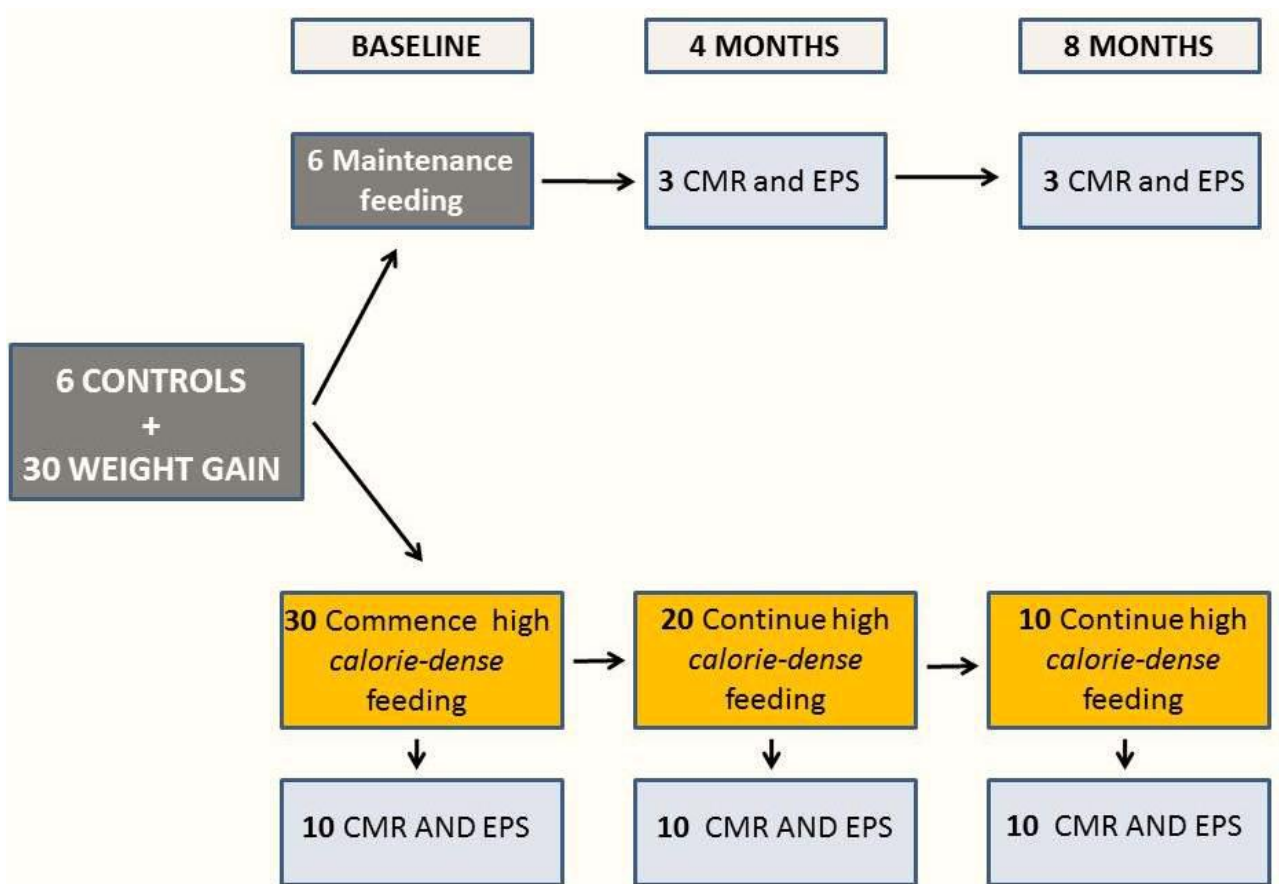 BASELINE
4 MONTHS
8 MONTHS
6 Maintenance
feeding
3 CMR and EPS
3 CMR and EPS
6 CONTROLS
+
30 WEIGHT GAIN
30 Commence high
calorie-dense
feeding
20 Continue high
calorie-dense
feeding
10 Continue high
calorie-dense
feeding
10 CMR AND EPS
10 CMR AND EPS
10 CMR AND EPS